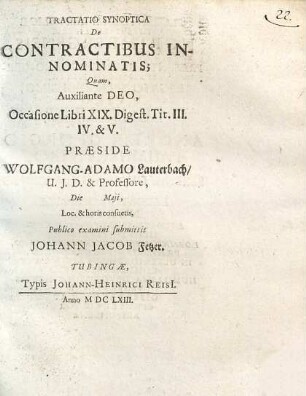 22.
TRACTATIO SYNOPTICA
De
CONTRACTIBUS IN-
NOMINATIS;
Quam,
Auxiliante DEO,
Occasione Libri XIX. Digest. Tit. III.
IV. & V.
PRÆSIDE
WOLFGANG-ADAMO Lauterbach/
U. J. D. & Professore,
Die Maji,
Loc. & horis consuetis,
Publico examini submittit
JOHANN JACOB Fetzer.
TUBINGÆ,
Typis JOHANN-HEINRICI REISI.
Anno M DC LXIII.